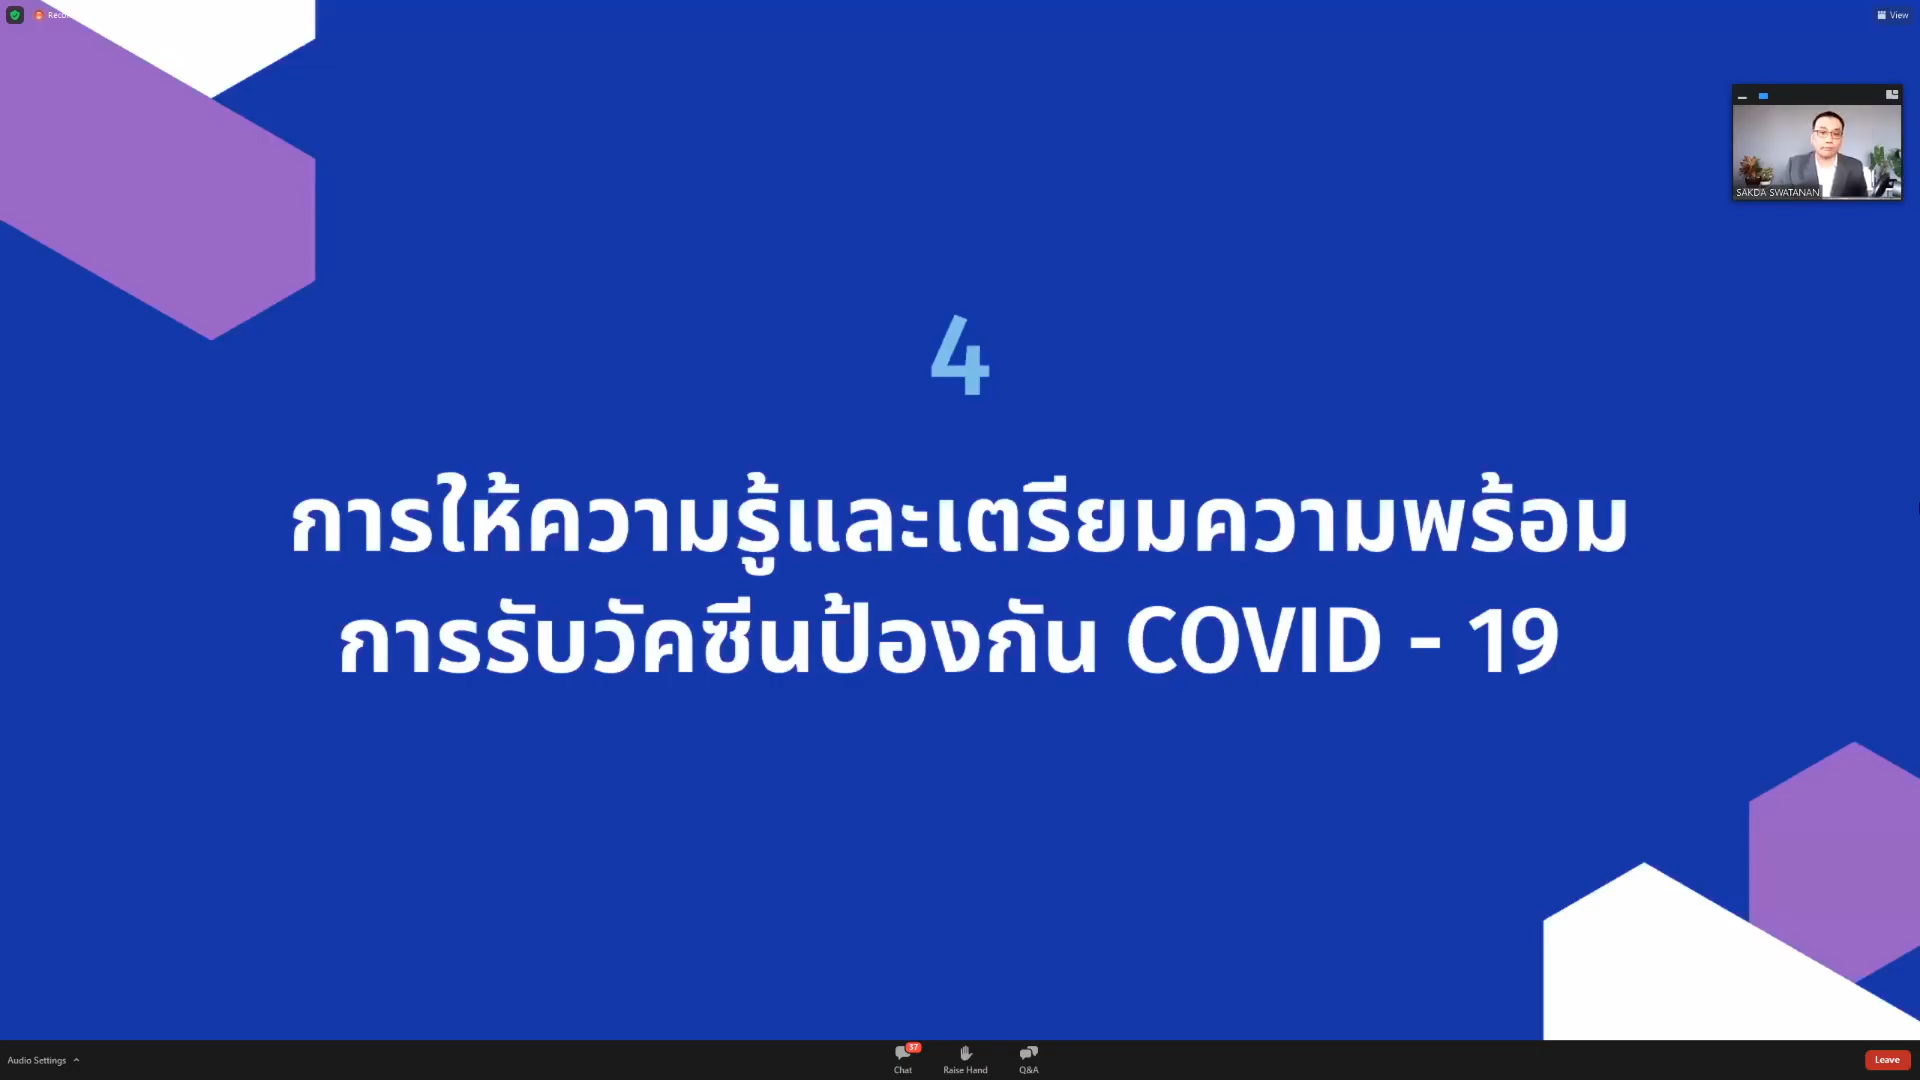 View
SAKDA SWATANAN
4
การให้ความรู้และเตรียมความพร้อม
การรับวัคซีนป้องกัน COVID - 19
Audio Settings
37
Chat
Raise Hand
Q&A
Leave